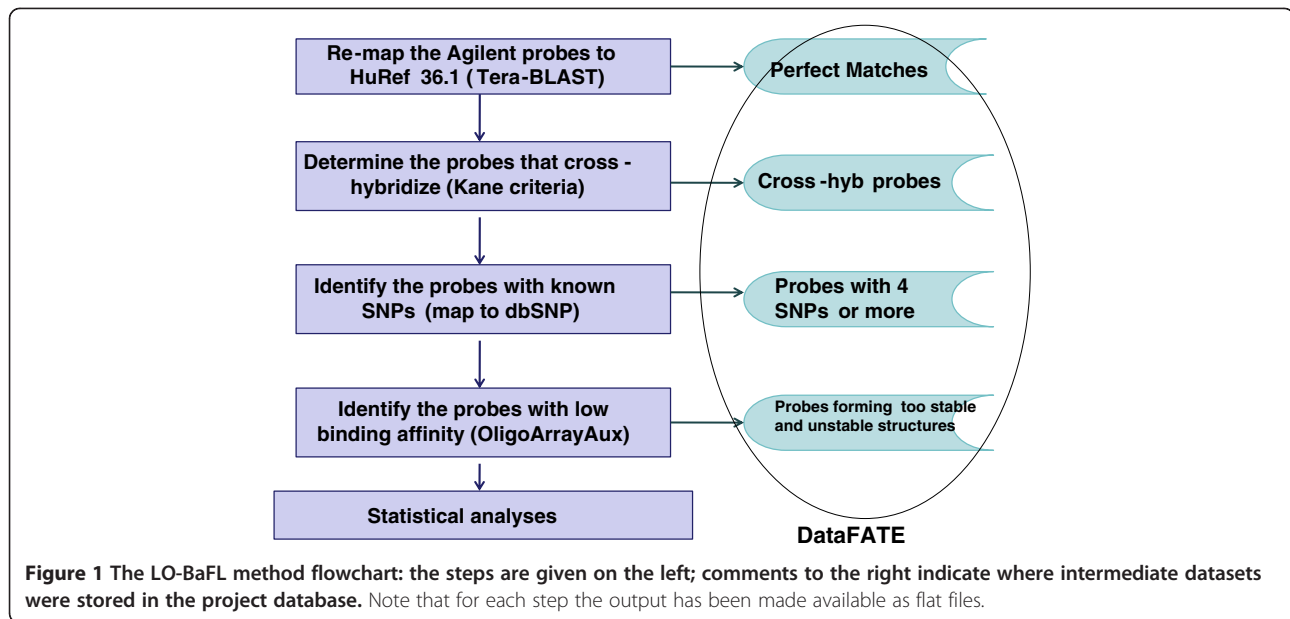 Re-map the Agilent probes to
HuRef 36.1 (Tera-BLAST)
Perfect Matches
Determine the probes that cross -
hybridize (Kane criteria)
Cross -hyb probes
Identify the probes with known
SNPs (map to dbSNP)
Probes with 4
SNPs or more
Identify the probes with low
binding affinity (OligoArrayAux)
Probes forming too stable
and unstable structures
Statistical analyses
DataFATE
Figure 1 The LO-BaFL method flowchart: the steps are given on the left; comments to the right indicate where intermediate datasets
were stored in the project database. Note that for each step the output has been made available as flat files.